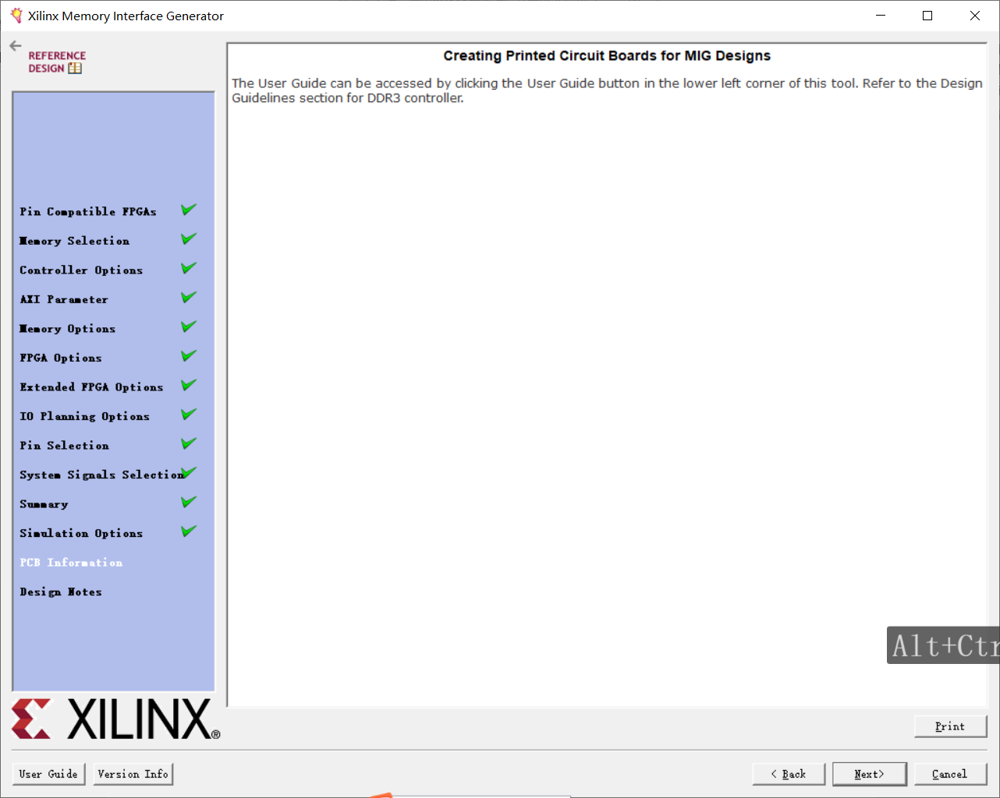 Xilinx Memory Interface Generator
REFERENCE
DESIGN
Pin Compatible FPGAs
Memory Selection
Controller Options
AXI Parameter
Memory Options
FPGA Options
Extended FPGA Options
IO Planning Options
Pin Selection
System Signals Selection
Summary
Simulation Options
PCB Information
Design Notes
XILINX®
Creating Printed Circuit Boards for MIG Designs
The User Guide can be accessed by clicking the User Guide button in the lower left corner of this tool. Refer to the Design
Guidelines section for DDR3 controller.
Alt+Ctr
Print
User Guide
Version Info
< Back
Next>
Cancel